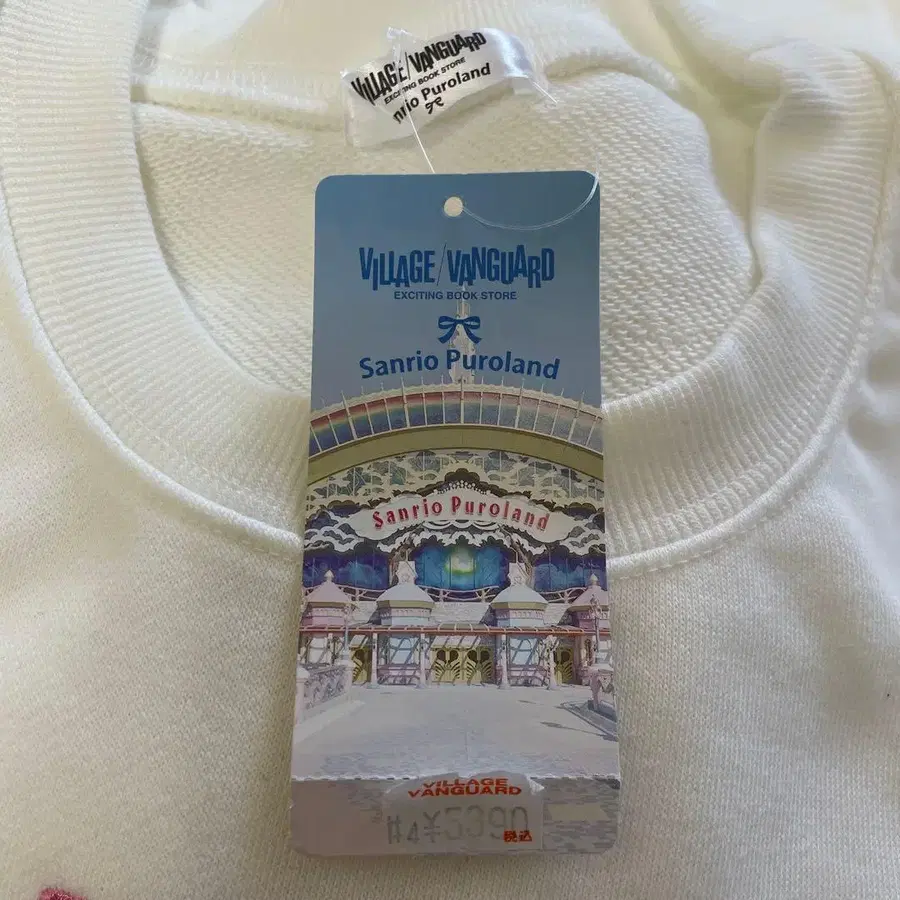 VILLAGE/VANGUARD
EXCITING BOOK STORE
nrio Puroland
VILLAGE/VANGUARD
EXCITING BOOK STORE
Sanrio Puroland
Sanrio Puroland
VILLAGE
VANGUARD
#4¥5390
税込